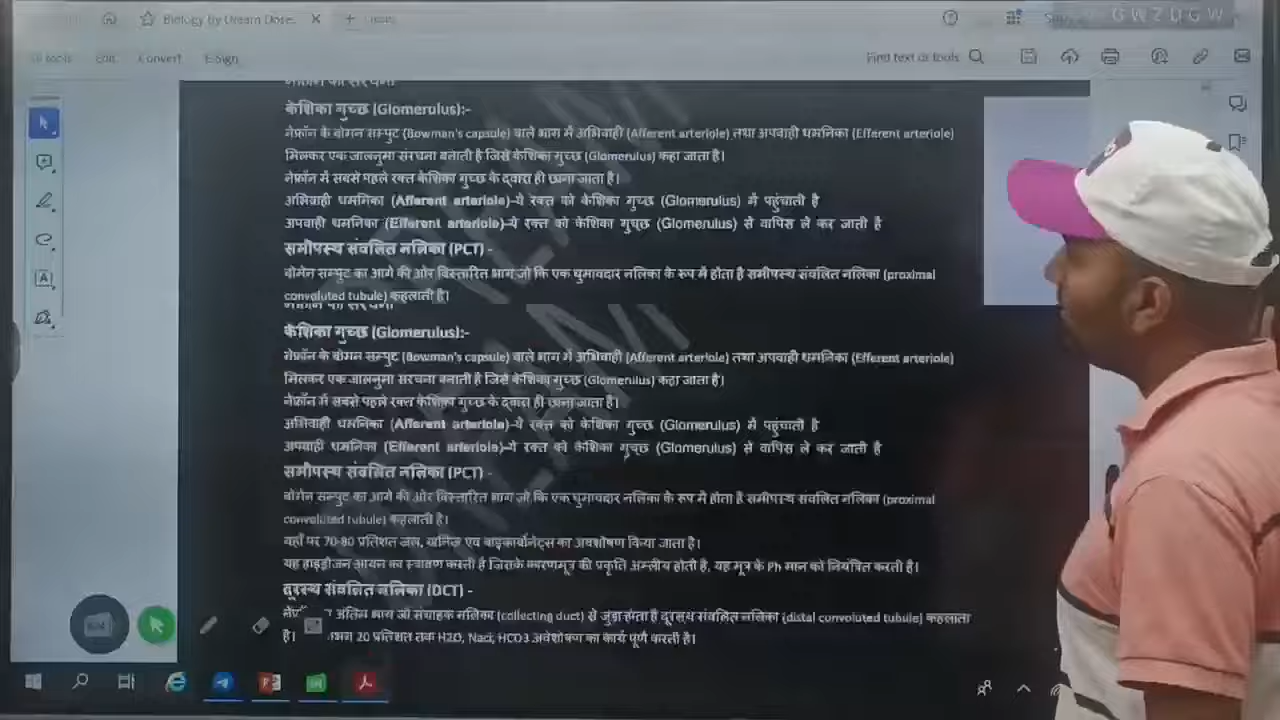 Biology by Dream Dose..
All tools Edit Convert E-Sign
Find text or tools
केशिका गुच्छ (Glomerulus):-
नेफ्रॉन के बोमन सम्पुट (Bowman's capsule) वाले भाग में अभिवाही (Afferent arteriole) तथा अपवाही धमनिका (Efferent arteriole)
मिलकर एक जालनुमा संरचना बनाती है जिसे केशिका गुच्छ (Glomerulus) कहा जाता है।
नेफ्रॉन में सबसे पहले रक्त केशिका गुच्छ के द्वारा ही छाना जाता है।
अभिवाही धमनिका (Afferent arteriole)-ये रक्त को केशिका गुच्छ (Glomerulus) में पहुंचाती है
अपवाही धमनिका (Efferent arteriole)-ये रक्त को केशिका गुच्छ (Glomerulus) से वापिस ले कर जाती है
समीपस्थ संवलित नलिका (PCT) -
बोमेन सम्पुट का आगे की ओर विस्तारित भाग जो कि एक घुमावदार नलिका के रूप में होता है समीपस्थ संवलित नलिका (proximal
convoluted tubule) कहलाती है।
केशिका गुच्छ (Glomerulus):-
नेफ्रॉन के बोमन सम्पुट (Bowman's capsule) वाले भाग में अभिवाही (Afferent arteriole) तथा अपवाही धमनिका (Efferent arteriole)
मिलकर एक जालनुमा संरचना बनाती है जिसे केशिका गुच्छ (Glomerulus) कहा जाता है।
नेफ्रॉन में सबसे पहले रक्त केशिका गुच्छ के द्वारा ही छाना जाता है।
अभिवाही धमनिका (Afferent arteriole)-ये रक्त को केशिका गुच्छ (Glomerulus) में पहुंचाती है
अपवाही धमनिका (Efferent arteriole)-ये रक्त को केशिका गुच्छ (Glomerulus) से वापिस ले कर जाती है
समीपस्थ संवलित नलिका (PCT) -
बोमेन सम्पुट का आगे की ओर विस्तारित भाग जो कि एक घुमावदार नलिका के रूप में होता है समीपस्थ संवलित नलिका (proximal
convoluted tubule) कहलाती है।
यहाँ पर 70-80 प्रतिशत जल, खनिज एव बाइकार्बोनेट्स का अवशोषण किया जाता है।
यह हाइड्रोजन आयन का स्त्रावण करती है जिसके कारणमूत्र की प्रकृति अम्लीय होती है, यह मूत्र के Ph मान को नियंत्रित करती है।
दूरस्थ संवलित नलिका (DCT) -
अंतिम भाग जो संग्राहक नलिका (collecting duct) से जुड़ा होता है दूरस्थ संवलित नलिका (distal convoluted tubule) कहलाता
है। 20 प्रतिशत तक H2O, Nacl, HCO3 अवशोषण का कार्य पूर्ण करती है।